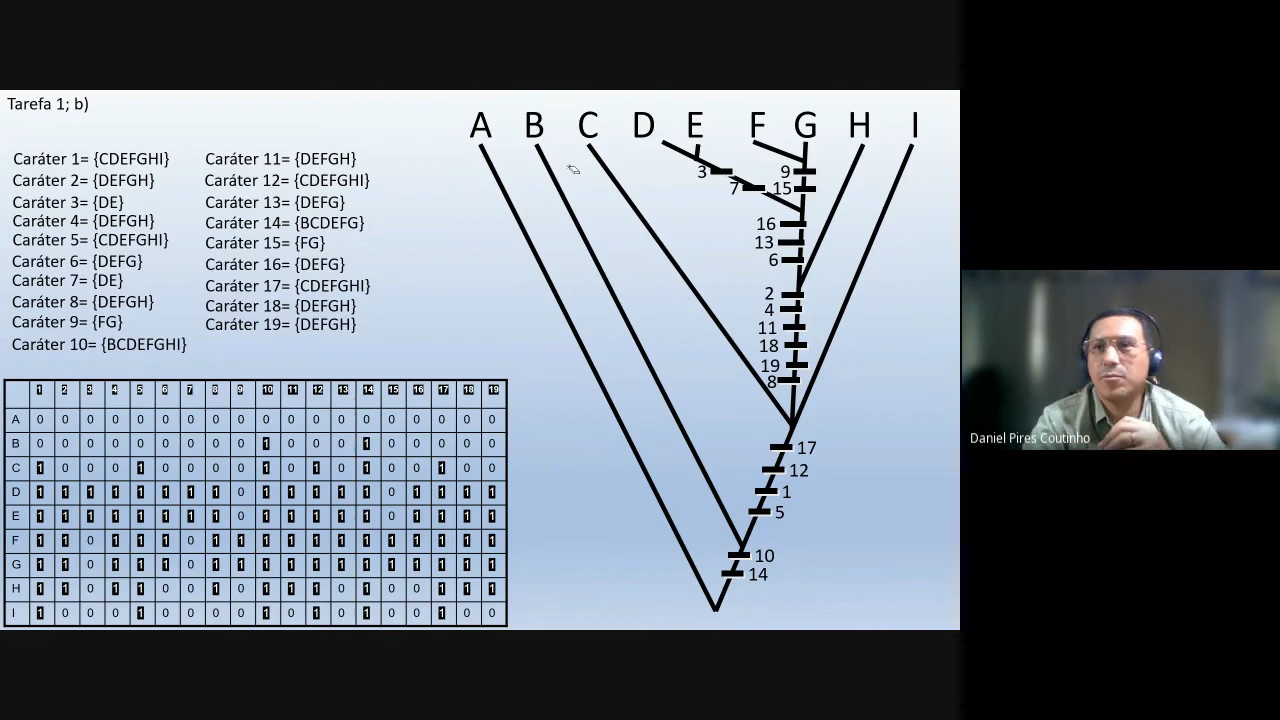 Tarefa 1; b)
Caráter 1= {CDEFGHI}
Caráter 2= {DEFGH}
Caráter 3= {DE}
Caráter 4= {DEFGH}
Caráter 5= {CDEFGHI}
Caráter 6= {DEFG}
Caráter 7= {DE}
Caráter 8= {DEFGH}
Caráter 9= {FG}
Caráter 10= {BCDEFGHI}
Caráter 11= {DEFGH}
Caráter 12= {CDEFGHI}
Caráter 13= {DEFG}
Caráter 14= {BCDEFG}
Caráter 15= {FG}
Caráter 16= {DEFG}
Caráter 17= {CDEFGHI}
Caráter 18= {DEFGH}
Caráter 19= {DEFGH}
1 2 3 4 5 6 7 8 9 10 11 12 13 14 15 16 17 18 19
A 0 0 0 0 0 0 0 0 0 0 0 0 0 0 0 0 0 0 0
B 0 0 0 0 0 0 0 0 0 1 0 0 0 1 0 0 0 0 0
C 1 0 0 0 1 0 0 0 0 1 0 1 0 1 0 0 1 0 0
D 1 1 1 1 1 1 1 1 0 1 1 1 1 1 0 1 1 1 1
E 1 1 1 1 1 1 1 1 0 1 1 1 1 1 0 1 1 1 1
F 1 1 0 1 1 1 0 1 1 1 1 1 1 1 1 1 1 1 1
G 1 1 0 1 1 1 0 1 1 1 1 1 1 1 1 1 1 1 1
H 1 1 0 1 1 0 0 1 0 1 1 1 0 1 0 0 1 1 1
I 1 0 0 0 1 0 0 0 0 1 0 1 0 1 0 0 1 0 0
A B C D E F G H I
3 9
7 15
16
13
6
2
4
11
18
19
8
17
12
1
5
10
14
Daniel Pires Coutinho